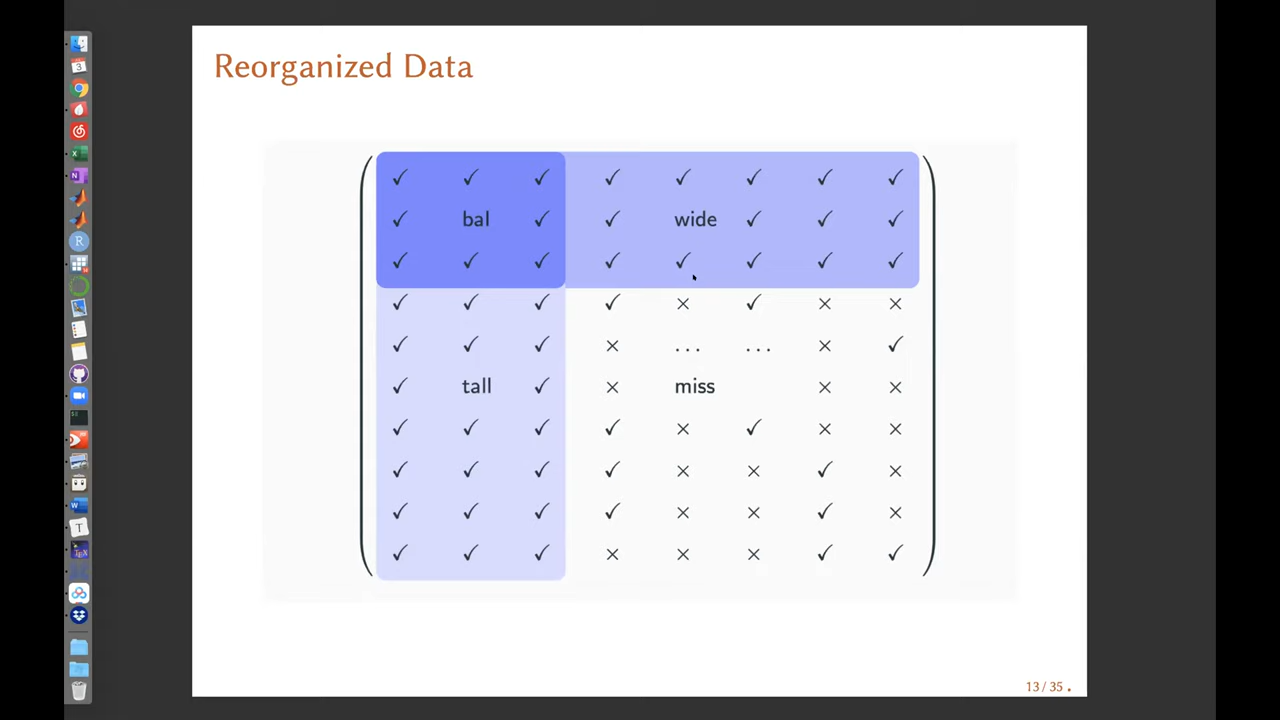 Reorganized Data
✓ ✓ ✓ ✓ ✓ ✓ ✓ ✓
✓ bal ✓ ✓ wide ✓ ✓ ✓
✓ ✓ ✓ ✓ ✓ ✓ ✓ ✓
✓ ✓ ✓ ✓ × ✓ × ×
✓ ✓ ✓ × ... ... × ✓
✓ tall ✓ × miss × ×
✓ ✓ ✓ ✓ × ✓ × ×
✓ ✓ ✓ ✓ × × ✓ ×
✓ ✓ ✓ ✓ × × ✓ ×
✓ ✓ ✓ × × × ✓ ✓
13 / 35